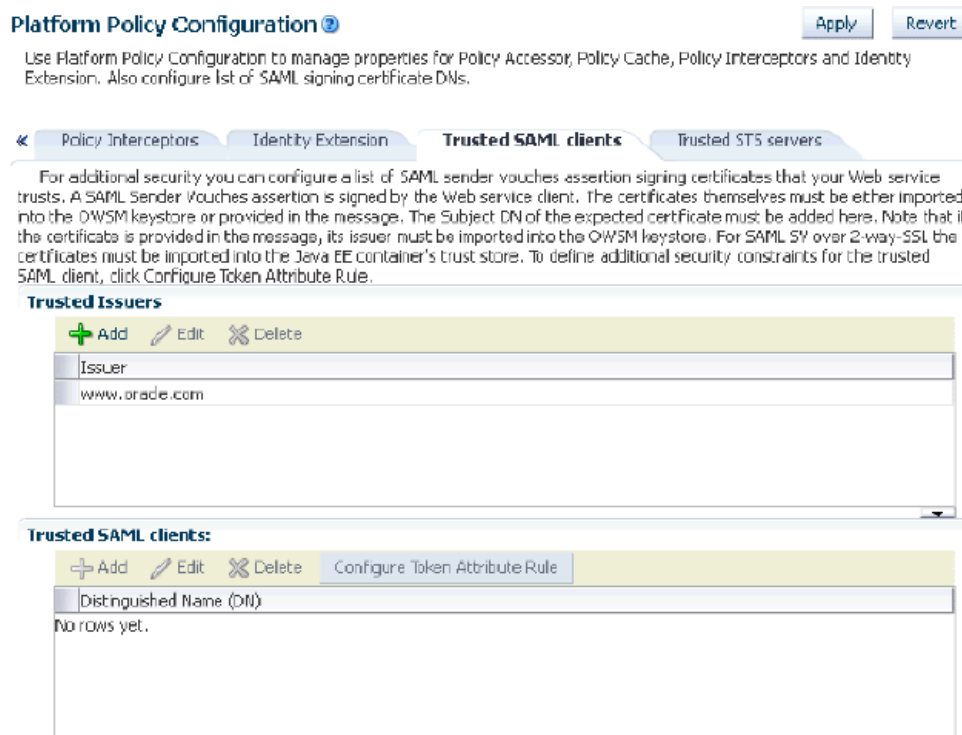 Platform Policy Configuration
Apply
Revert
Use Platform Policy Configuration to manage properties for Policy Accessor, Policy Cache, Policy Interceptors and Identity
Extension. Also configure list of SAML signing certificate DNs.
Policy Interceptors
Identity Extension
Trusted SAML clients
Trusted STS servers
For additional security you can configure a list of SAML sender vouches assertion signing certificates that your Web service
trusts. A SAML Sender Vouches assertion is signed by the Web service client. The certificates themselves must be either imported
into the OWSM keystore or provided in the message. The Subject DN of the expected certificate must be added here. Note that if
the certificate is provided in the message, its issuer must be imported into the OWSM keystore. For SAML SV over 2-way-SSL the
certificates must be imported into the Java EE container's trust store. To define additional security constraints for the trusted
SAML client, click Configure Token Attribute Rule.
Trusted Issuers
Add Edit Delete
Issuer
www.oracle.com
Trusted SAML clients:
Add Edit Delete Configure Token Attribute Rule
Distinguished Name (DN)
No rows yet.